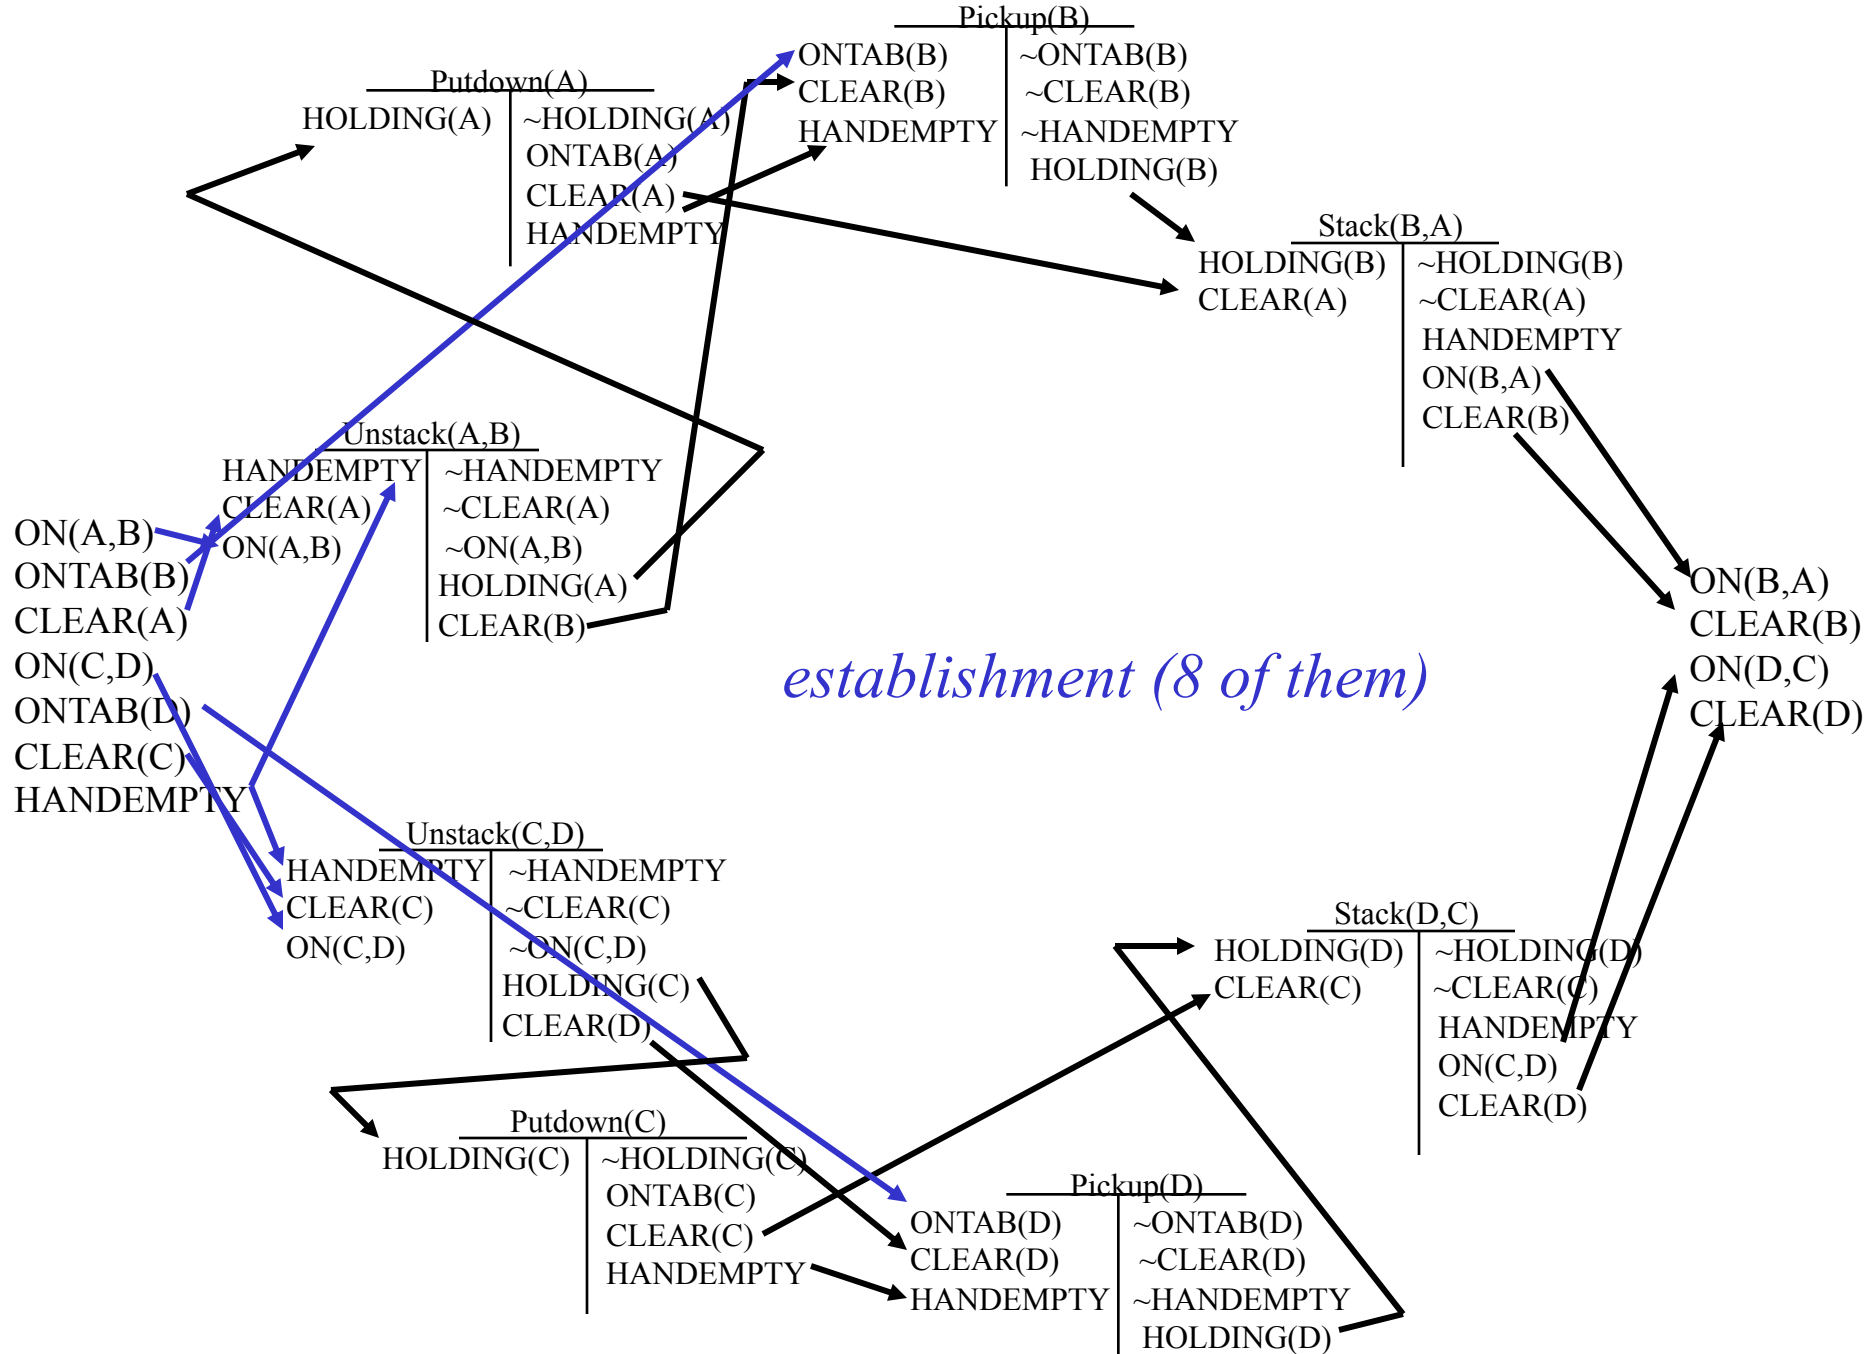 Pickup(B)
ONTAB(B) ~ONTAB(B)
CLEAR(B) ~CLEAR(B)
HANDEMPTY ~HANDEMPTY
HOLDING(B)
Putdown(A)
HOLDING(A) ~HOLDING(A)
ONTAB(A)
CLEAR(A)
HANDEMPTY
Stack(B,A)
HOLDING(B) ~HOLDING(B)
CLEAR(A) ~CLEAR(A)
HANDEMPTY
ON(B,A)
CLEAR(B)
Unstack(A,B)
HANDEMPTY ~HANDEMPTY
CLEAR(A) ~CLEAR(A)
ON(A,B) ~ON(A,B)
HOLDING(A)
CLEAR(B)
ON(A,B)
ONTAB(B)
CLEAR(A)
ON(C,D)
ONTAB(D)
CLEAR(C)
HANDEMPTY
establishment (8 of them)
ON(B,A)
CLEAR(B)
ON(D,C)
CLEAR(D)
Unstack(C,D)
HANDEMPTY ~HANDEMPTY
CLEAR(C) ~CLEAR(C)
ON(C,D) ~ON(C,D)
HOLDING(C)
CLEAR(D)
Stack(D,C)
HOLDING(D) ~HOLDING(D)
CLEAR(C) ~CLEAR(C)
HANDEMPTY
ON(C,D)
CLEAR(D)
Putdown(C)
HOLDING(C) ~HOLDING(C)
ONTAB(C)
CLEAR(C)
HANDEMPTY
Pickup(D)
ONTAB(D) ~ONTAB(D)
CLEAR(D) ~CLEAR(D)
HANDEMPTY ~HANDEMPTY
HOLDING(D)